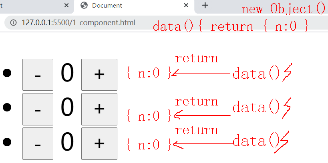 Document
new Object()
127.0.0.1:5500/1_component.html
data(){ return { n:0 }
- 0 + { n:0 } return data()
- 0 + { n:0 } return data()
- 0 + { n:0 } return data()